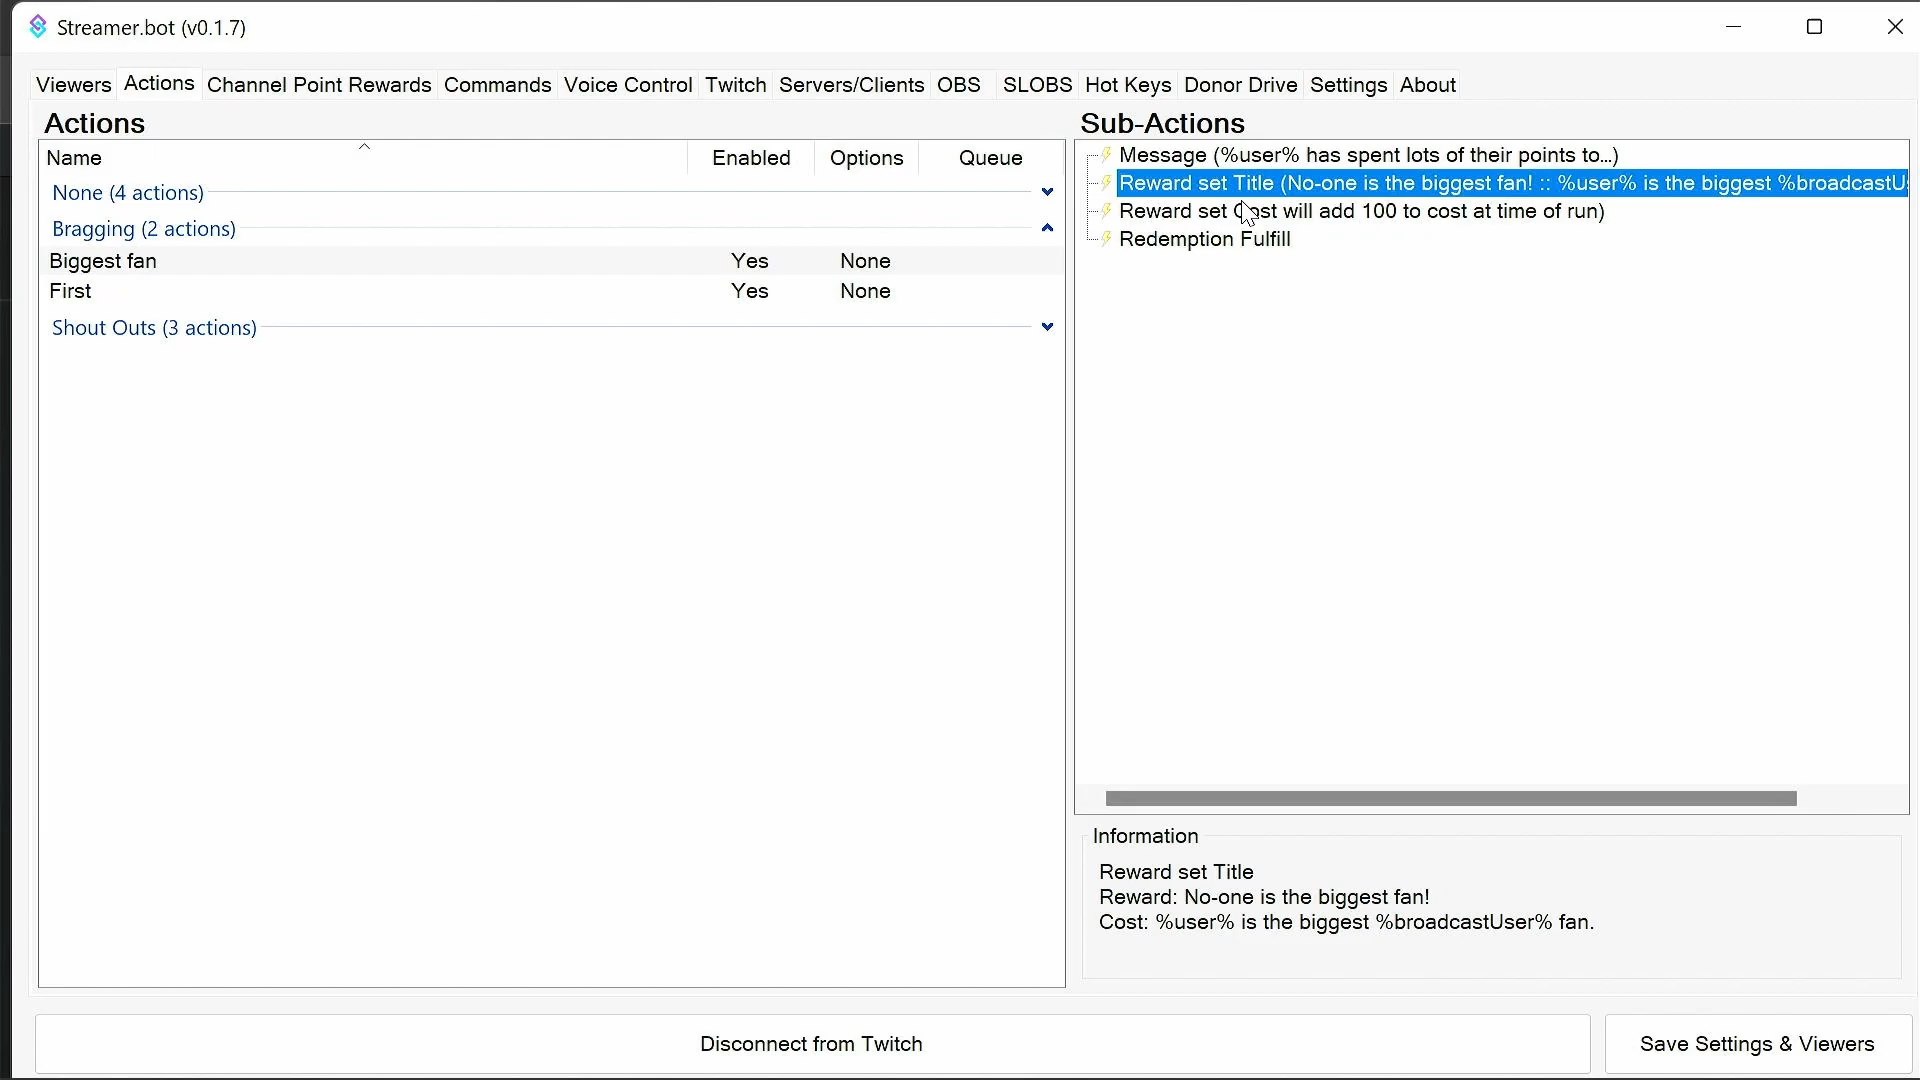 Streamer.bot (v0.1.7)
Viewers Actions Channel Point Rewards Commands Voice Control Twitch Servers/Clients OBS SLOBS Hot Keys Donor Drive Settings About
Actions
Name Enabled Options Queue
None (4 actions)
Bragging (2 actions)
Biggest fan Yes None
First Yes None
Shout Outs (3 actions)
Sub-Actions
Message (%user% has spent lots of their points to...)
Reward set Title (No-one is the biggest fan! :: %user% is the biggest %broadcastU
Reward set Cost will add 100 to cost at time of run)
Redemption Fulfill
Information
Reward set Title
Reward: No-one is the biggest fan!
Cost: %user% is the biggest %broadcastUser% fan.
Disconnect from Twitch
Save Settings & Viewers